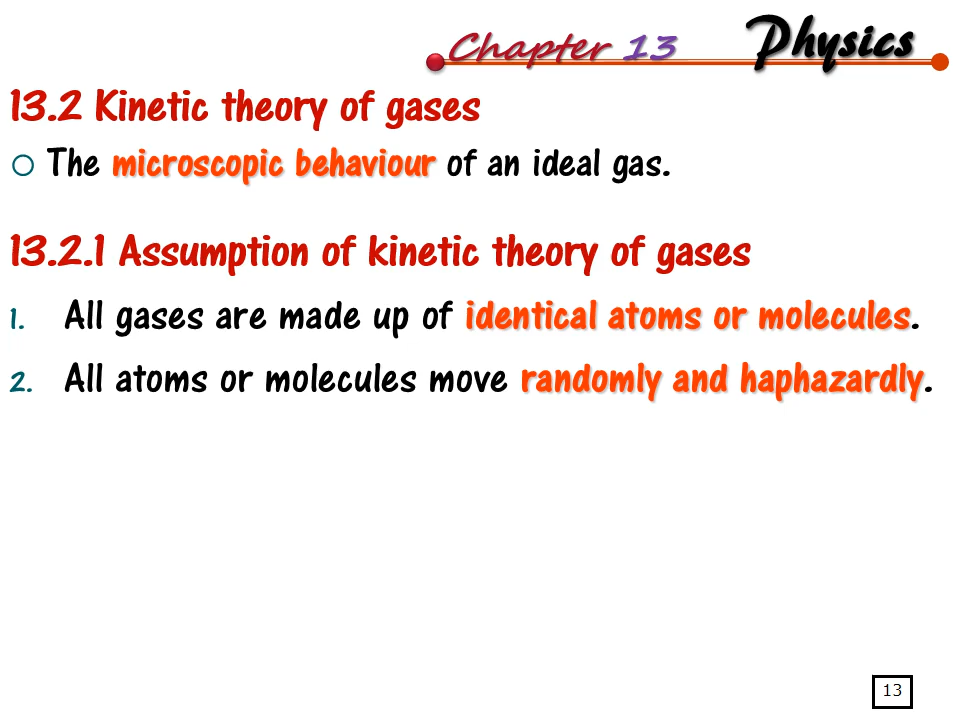 Chapter 13 Physics
13.2 Kinetic theory of gases
The microscopic behaviour of an ideal gas.
13.2.1 Assumption of kinetic theory of gases
1. All gases are made up of identical atoms or molecules.
2. All atoms or molecules move randomly and haphazardly.
13